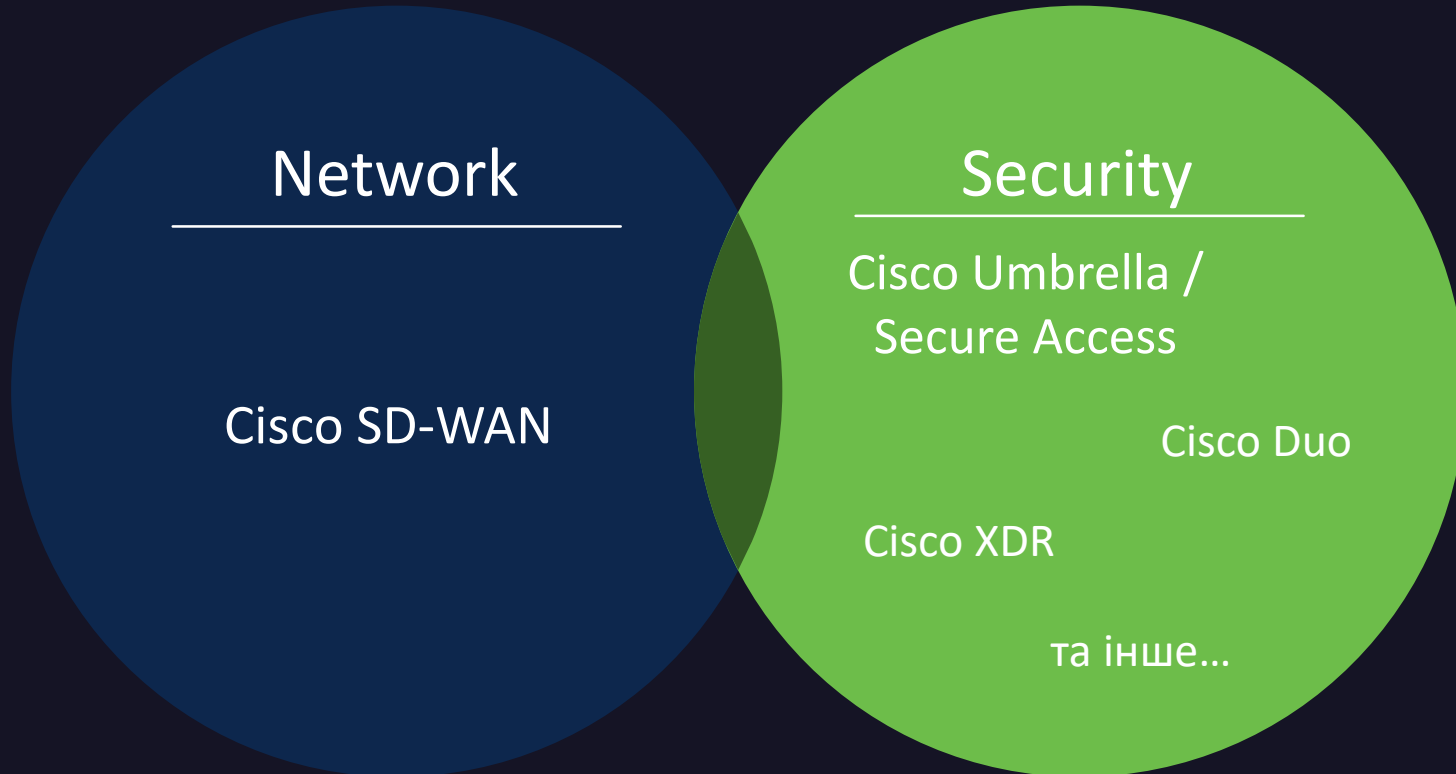 Network
Cisco SD-WAN
Security
Cisco Umbrella /
Secure Access
Cisco Duo
Cisco XDR
та інше...